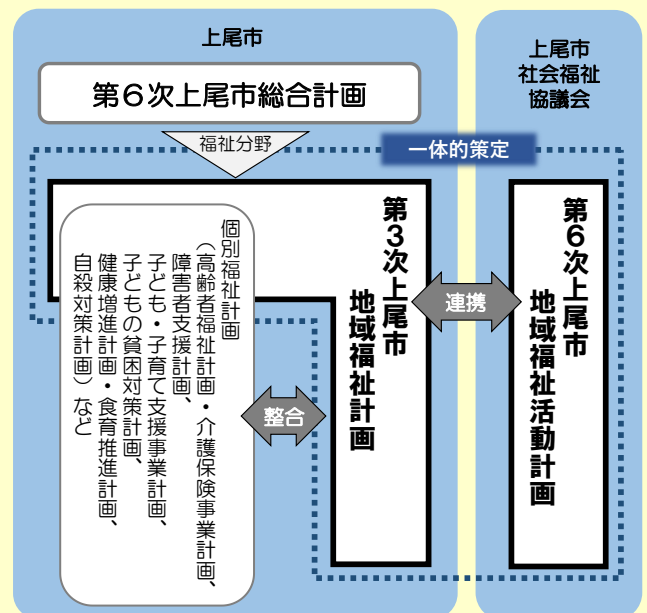 上尾市
第6次上尾市総合計画
福祉分野
上尾市
社会福祉
協議会
一体的策定
個別福祉計画
（高齢者福祉計画・介護保険事業計画、
障害者支援計画、
子ども・子育て支援事業計画、
子どもの貧困対策計画、
健康増進計画・食育推進計画、
自殺対策計画）など
整合
第3次上尾市
地域福祉計画
連携
第6次上尾市
地域福祉活動計画